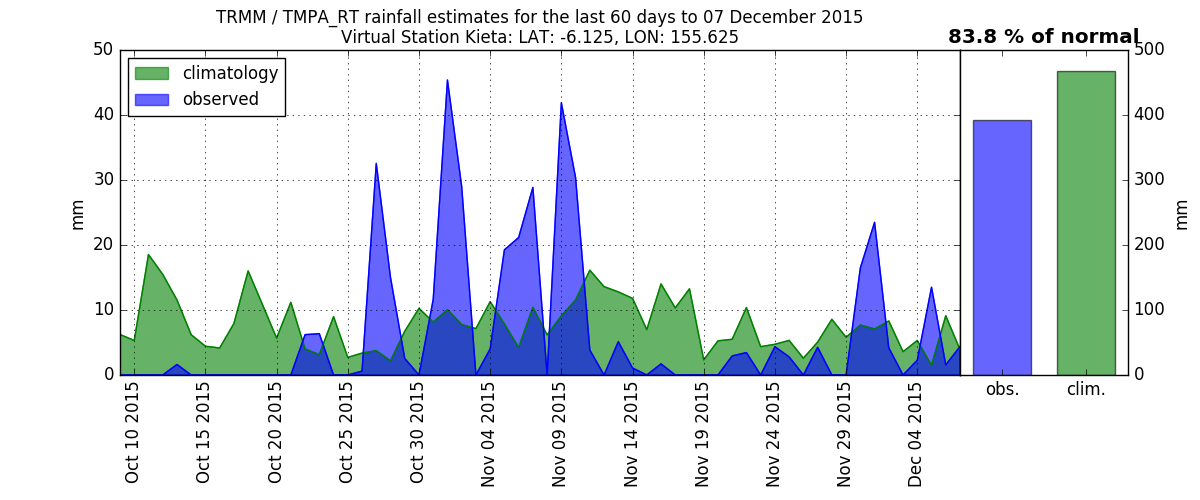 TRMM / TMPA_RT rainfall estimates for the last 60 days to 07 December 2015
Virtual Station Kieta: LAT: -6.125, LON: 155.625
83.8 % of normal
climatology
observed
50
40
30
20
10
0
mm
Oct 10 2015
Oct 15 2015
Oct 20 2015
Oct 25 2015
Oct 30 2015
Nov 04 2015
Nov 09 2015
Nov 14 2015
Nov 19 2015
Nov 24 2015
Nov 29 2015
Dec 04 2015
obs.
clim.
500
400
300
200
100
0
mm